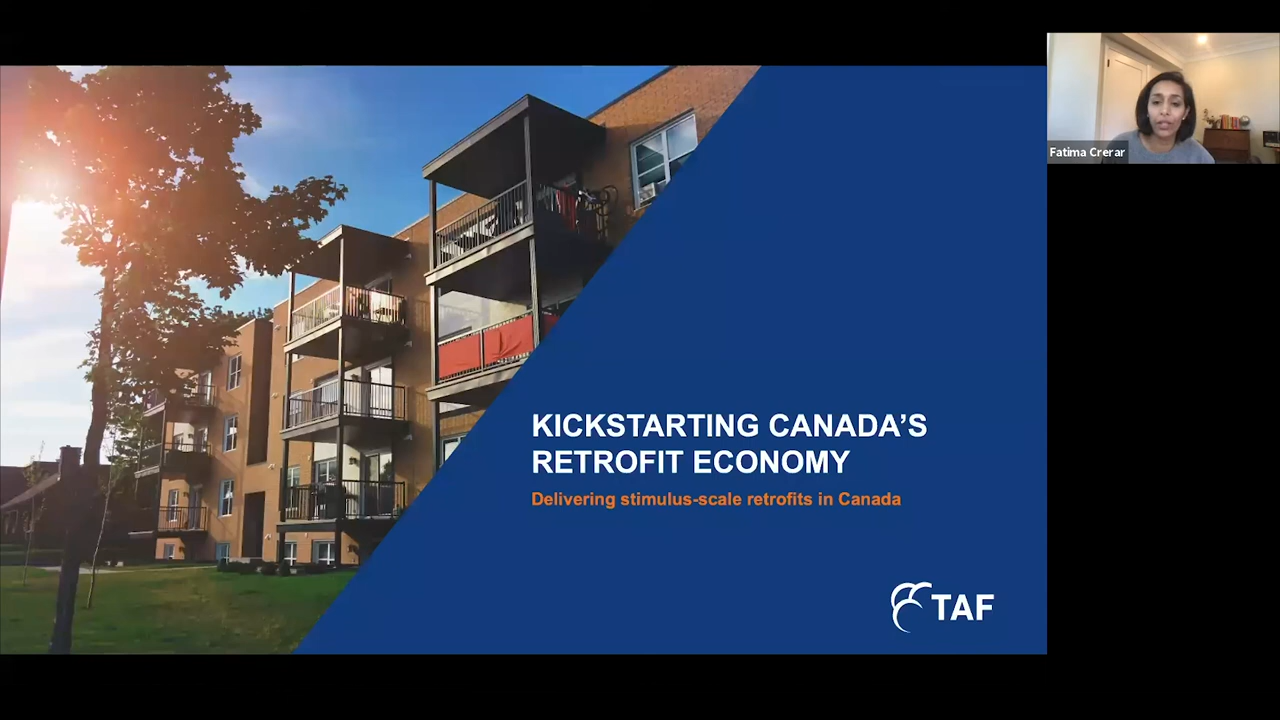 KICKSTARTING CANADA'S
RETROFIT ECONOMY
Delivering stimulus-scale retrofits in Canada
TAF
Fatima Crerar